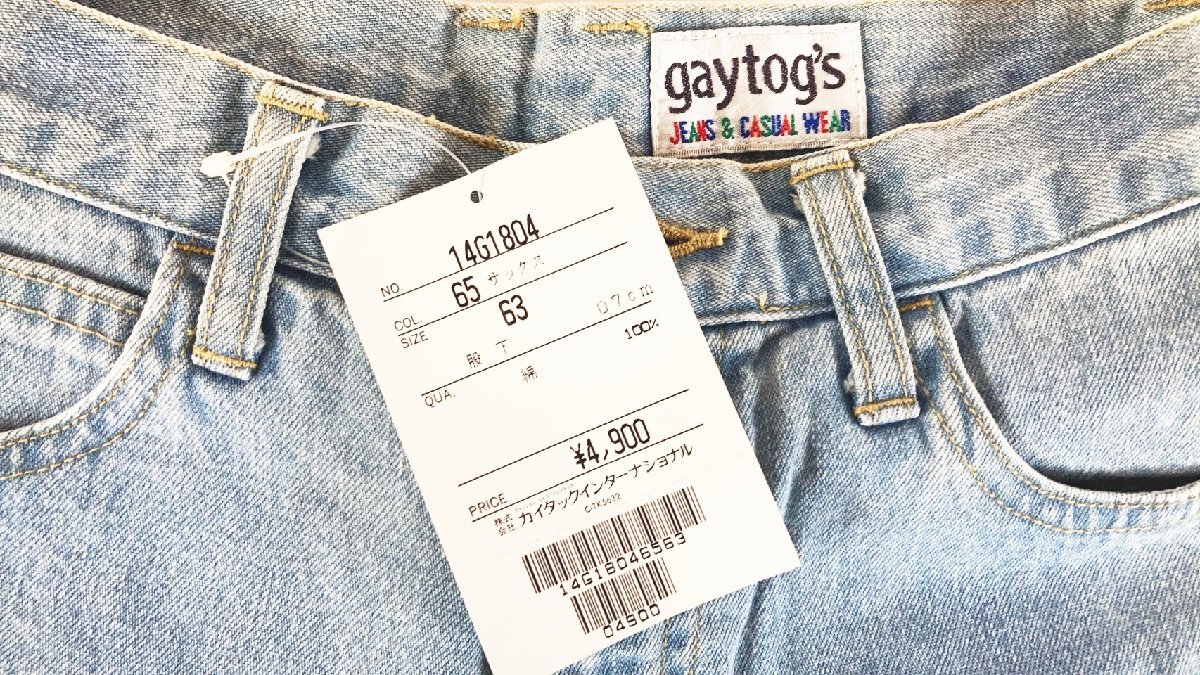 gaytog's
JEANS & CASUAL WEAR
NO. 14G1804
COL. 65 サックス
SIZE 63
股下 07cm
QUA. 綿 100%
PRICE ¥4,900
株式会社 カイタックインターナショナル
14G18046563
04900